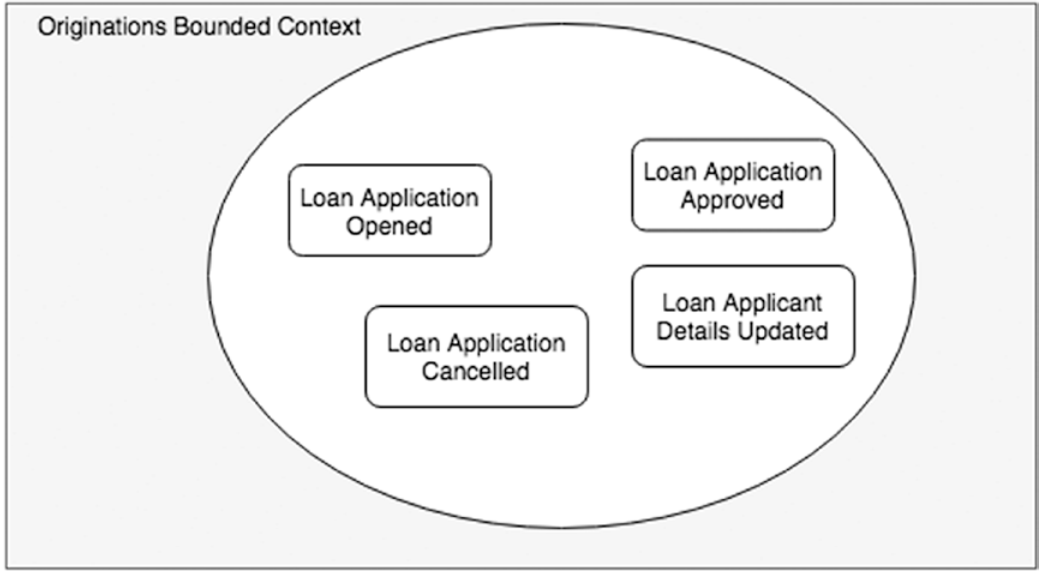 Originations Bounded Context
Loan Application
Opened
Loan Application
Approved
Loan Application
Cancelled
Loan Applicant
Details Updated